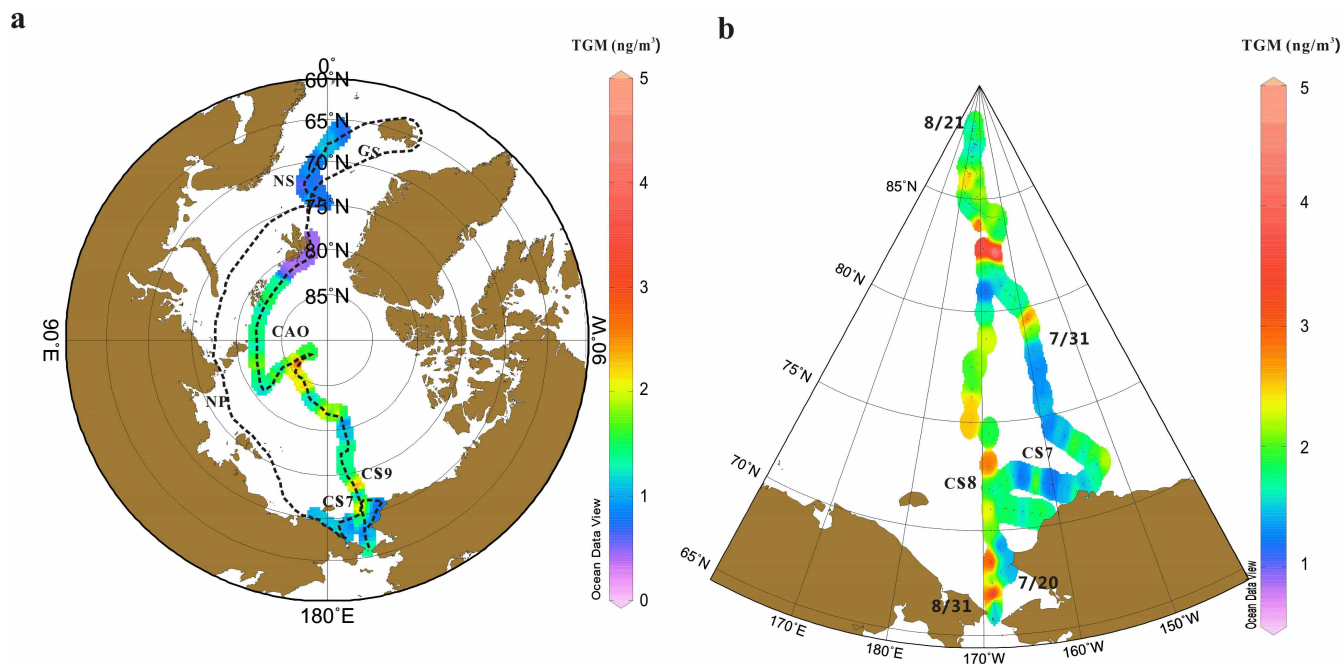 a
TGM (ng/m³)
0°
60°N
65°N
70°N
75°N
80°N
85°N
GS
NS
CAO
NP
CS9
CS7
90°E
90°W
180°E
5
4
3
2
1
0
Ocean Data View
b
TGM (ng/m³)
8/21
85°N
80°N
7/31
75°N
CS7
70°N
CS8
7/20
65°N
8/31
170°E
180°E
170°W
160°W
150°W
5
4
3
2
1
Ocean Data View